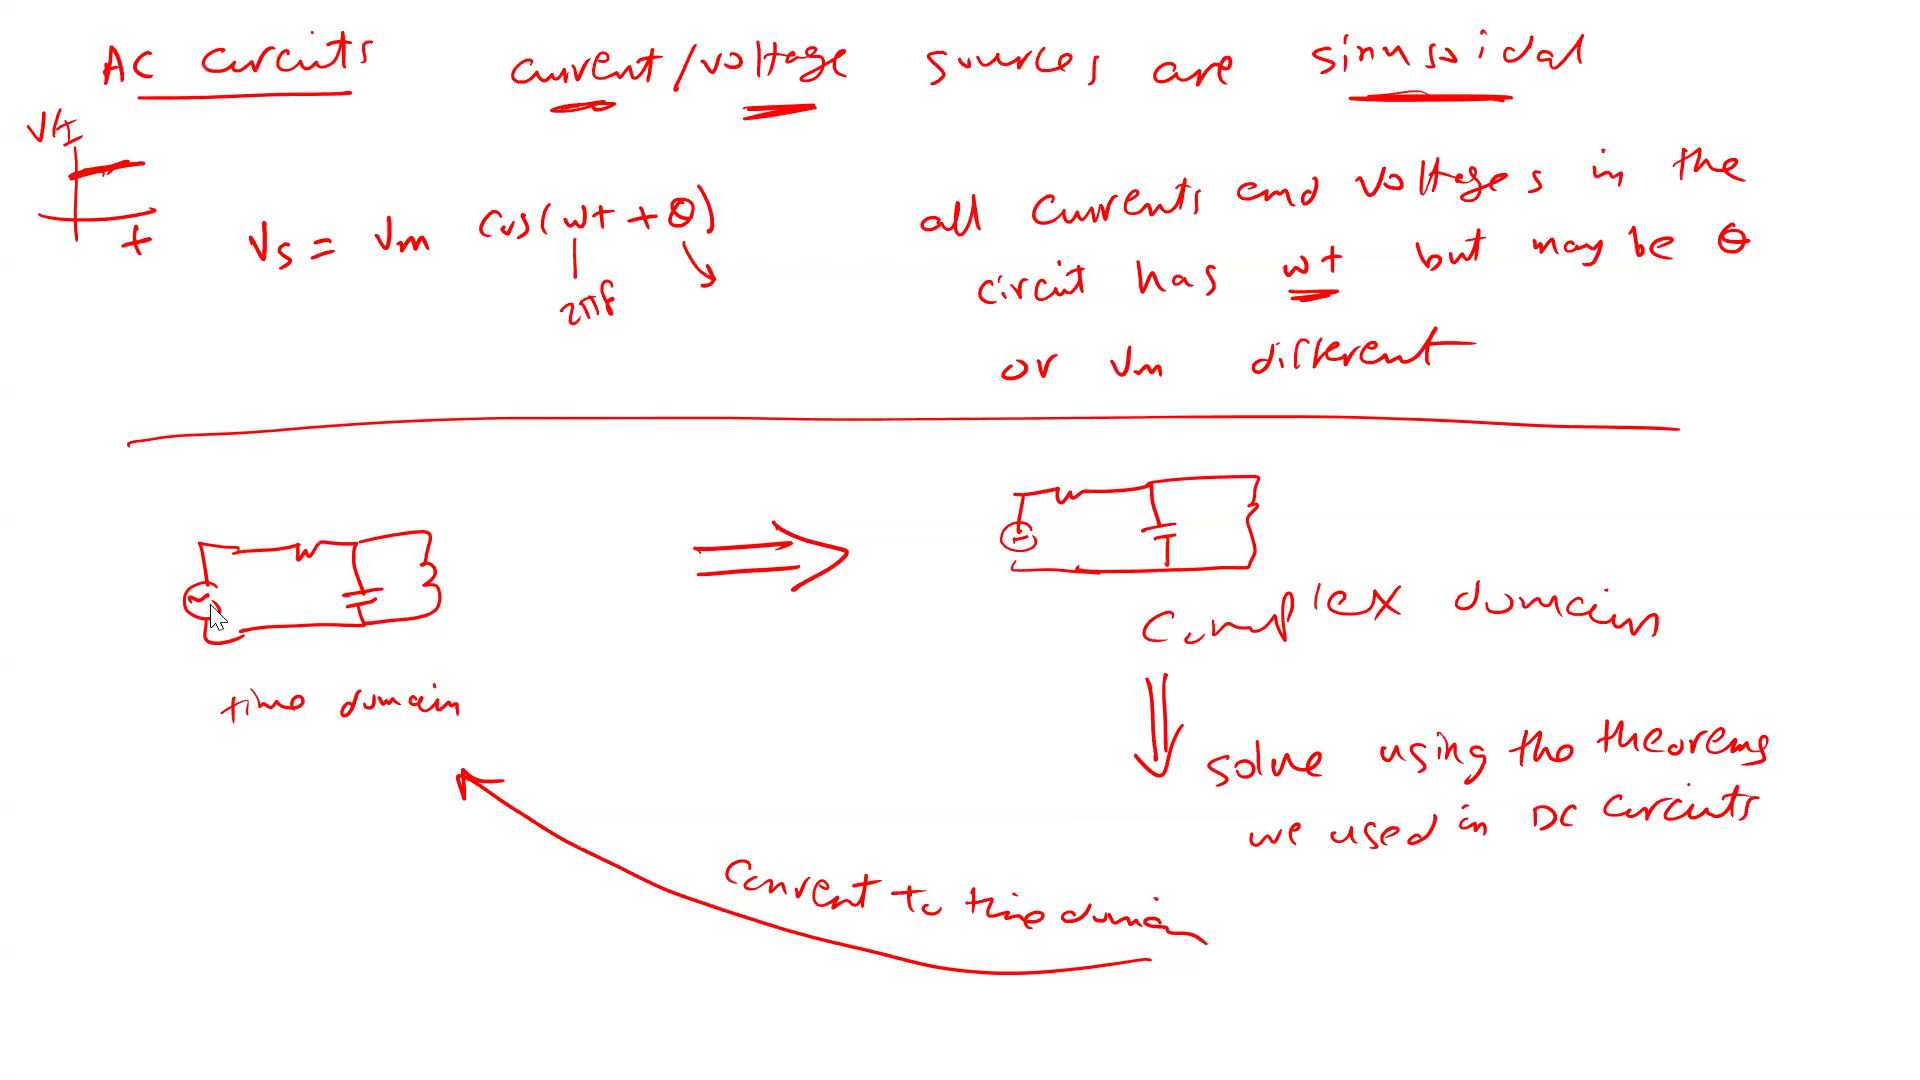 AC circuits current/voltage sources are sinusoidal
V/I
t
Vs = Vm cos(wt + θ)
2πf
all currents and voltages in the
circuit has wt but may be θ
or Vm different
time domain
complex domain
solve using the theorems
we used in DC circuits
Convert to time domain